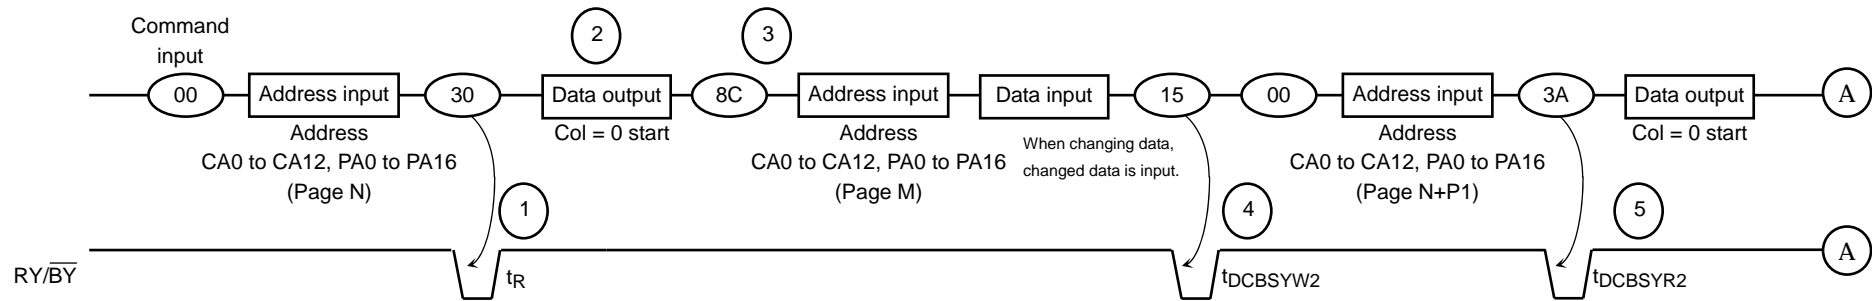 Command
input
2
3
00
Address input
30
Data output
8C
Address input
Data input
15
00
Address input
3A
Data output
A
Address
CA0 to CA12, PA0 to PA16
(Page N)
Col = 0 start
Address
CA0 to CA12, PA0 to PA16
(Page M)
When changing data,
changed data is input.
Address
CA0 to CA12, PA0 to PA16
(Page N+P1)
Col = 0 start
1
4
5
A
RY/BY
tR
tDCBSYW2
tDCBSYR2